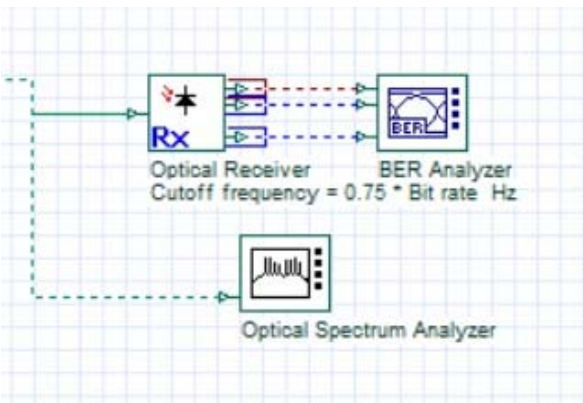 Rx
BER
Optical Receiver
BER Analyzer
Cutoff frequency = 0.75 * Bit rate Hz
Optical Spectrum Analyzer